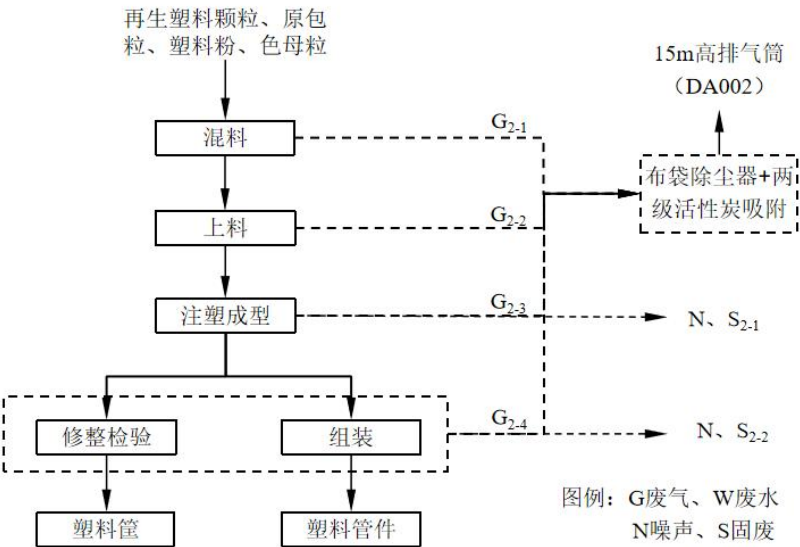 再生塑料颗粒、原包
粒、塑料粉、色母粒
15m高排气筒
（DA002）
混料
G2-1
布袋除尘器+两
级活性炭吸附
上料
G2-2
注塑成型
G2-3
N、S2-1
修整检验
组装
G2-4
N、S2-2
塑料筐
塑料管件
图例：G废气、W废水
N噪声、S固废